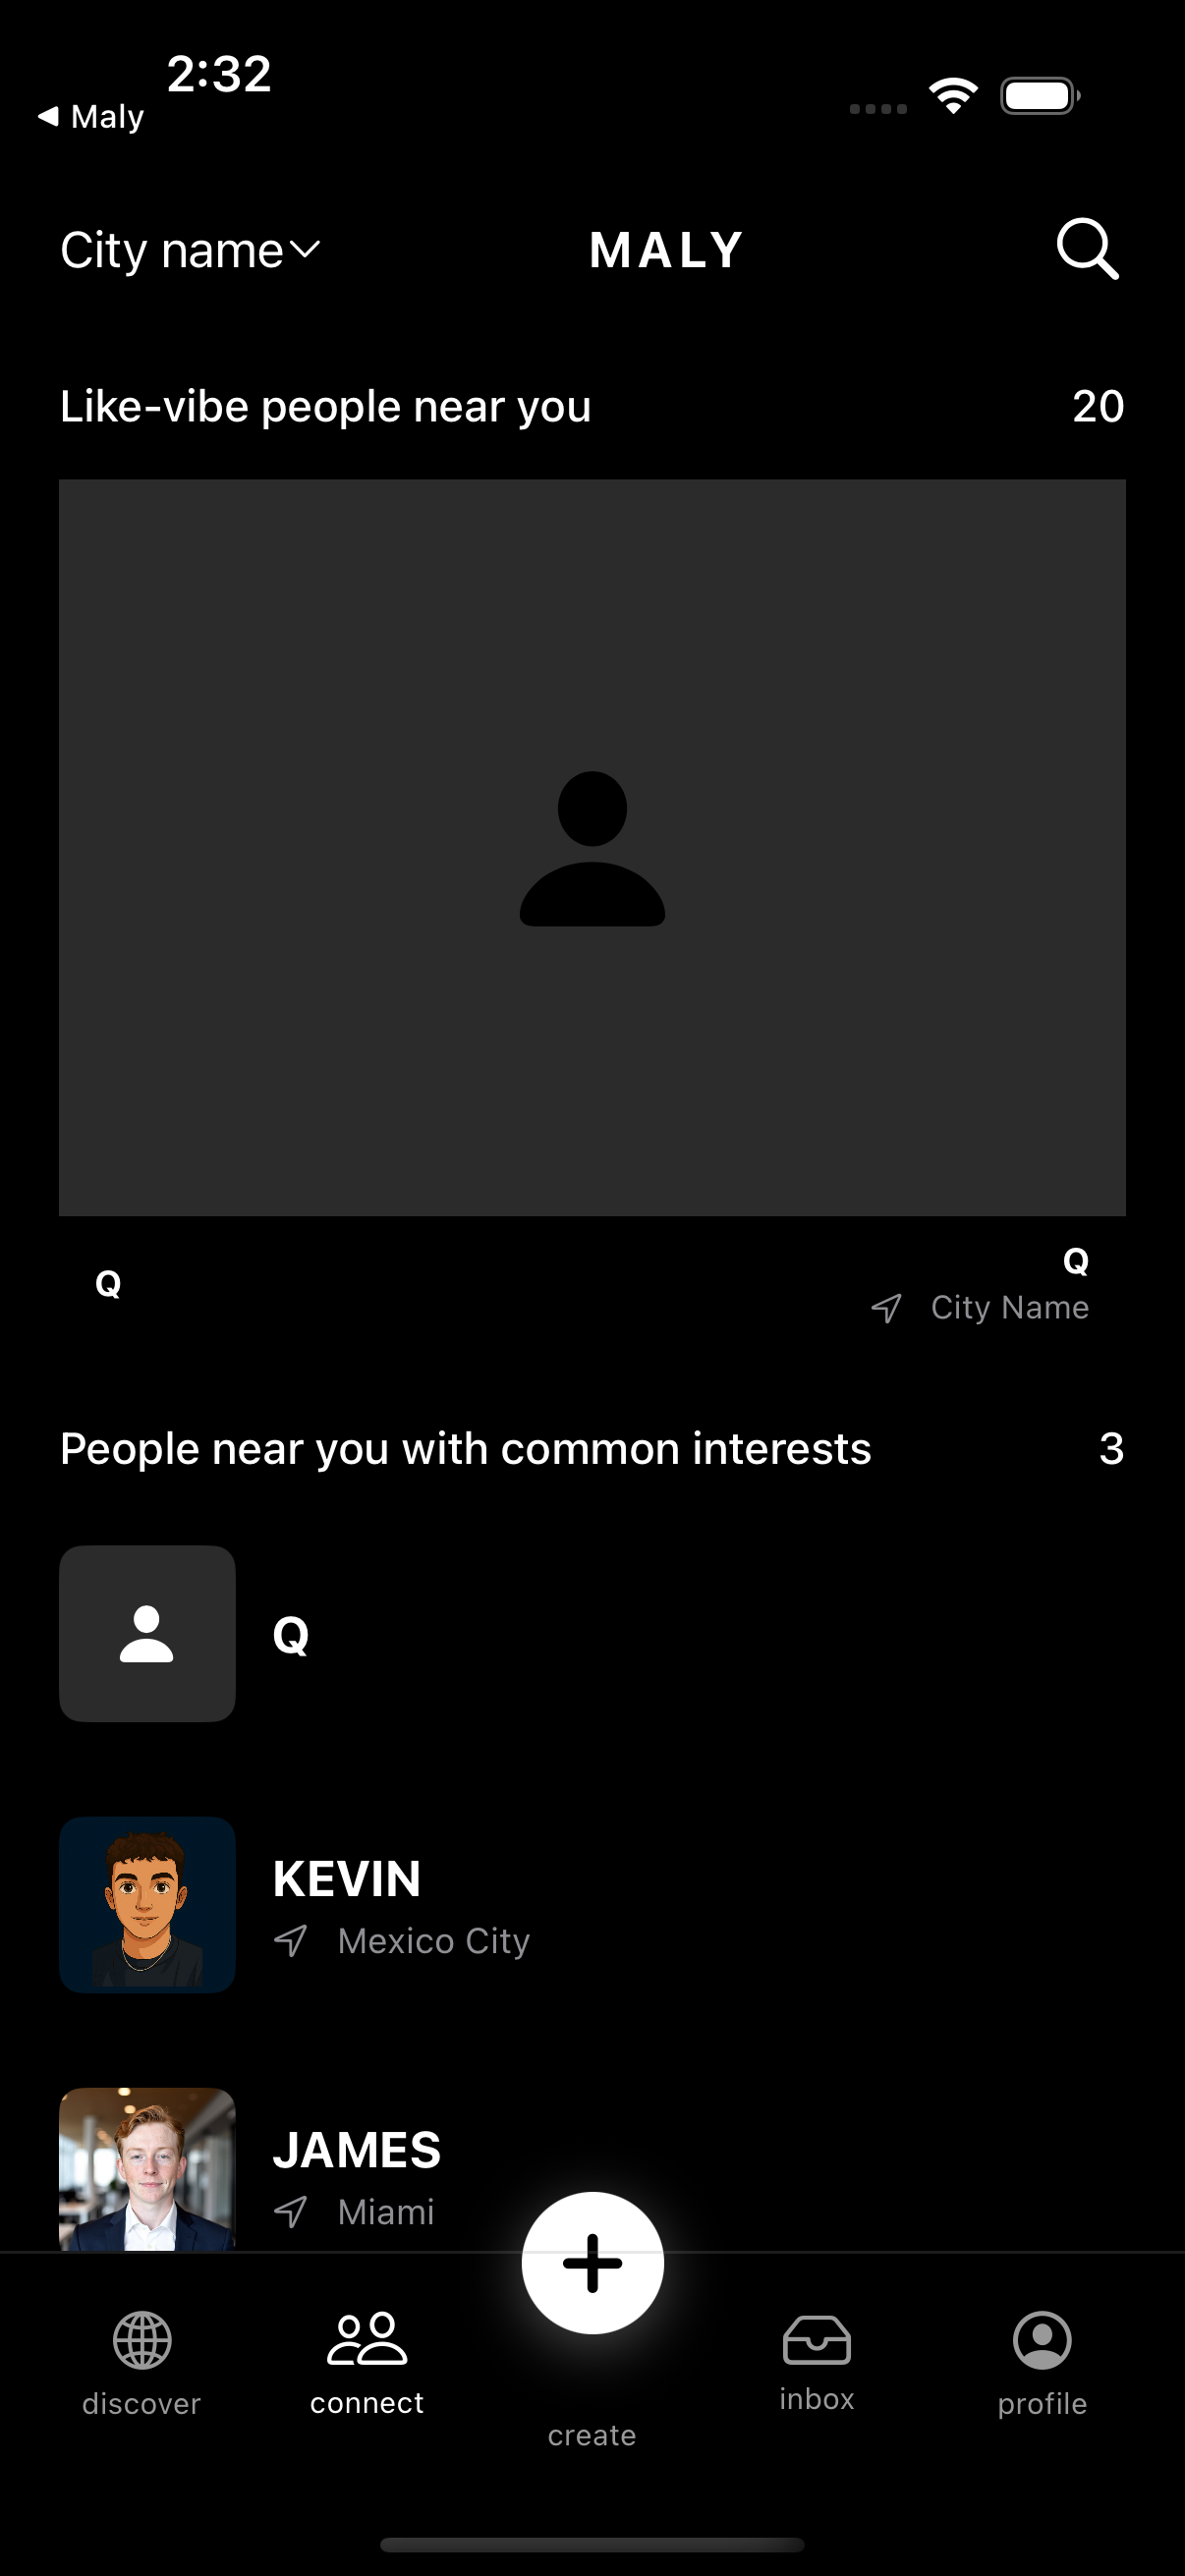 2:32
Maly
City name
MALY
Like-vibe people near you
20
Q
Q
City Name
People near you with common interests
3
Q
KEVIN
Mexico City
JAMES
Miami
discover
connect
create
inbox
profile